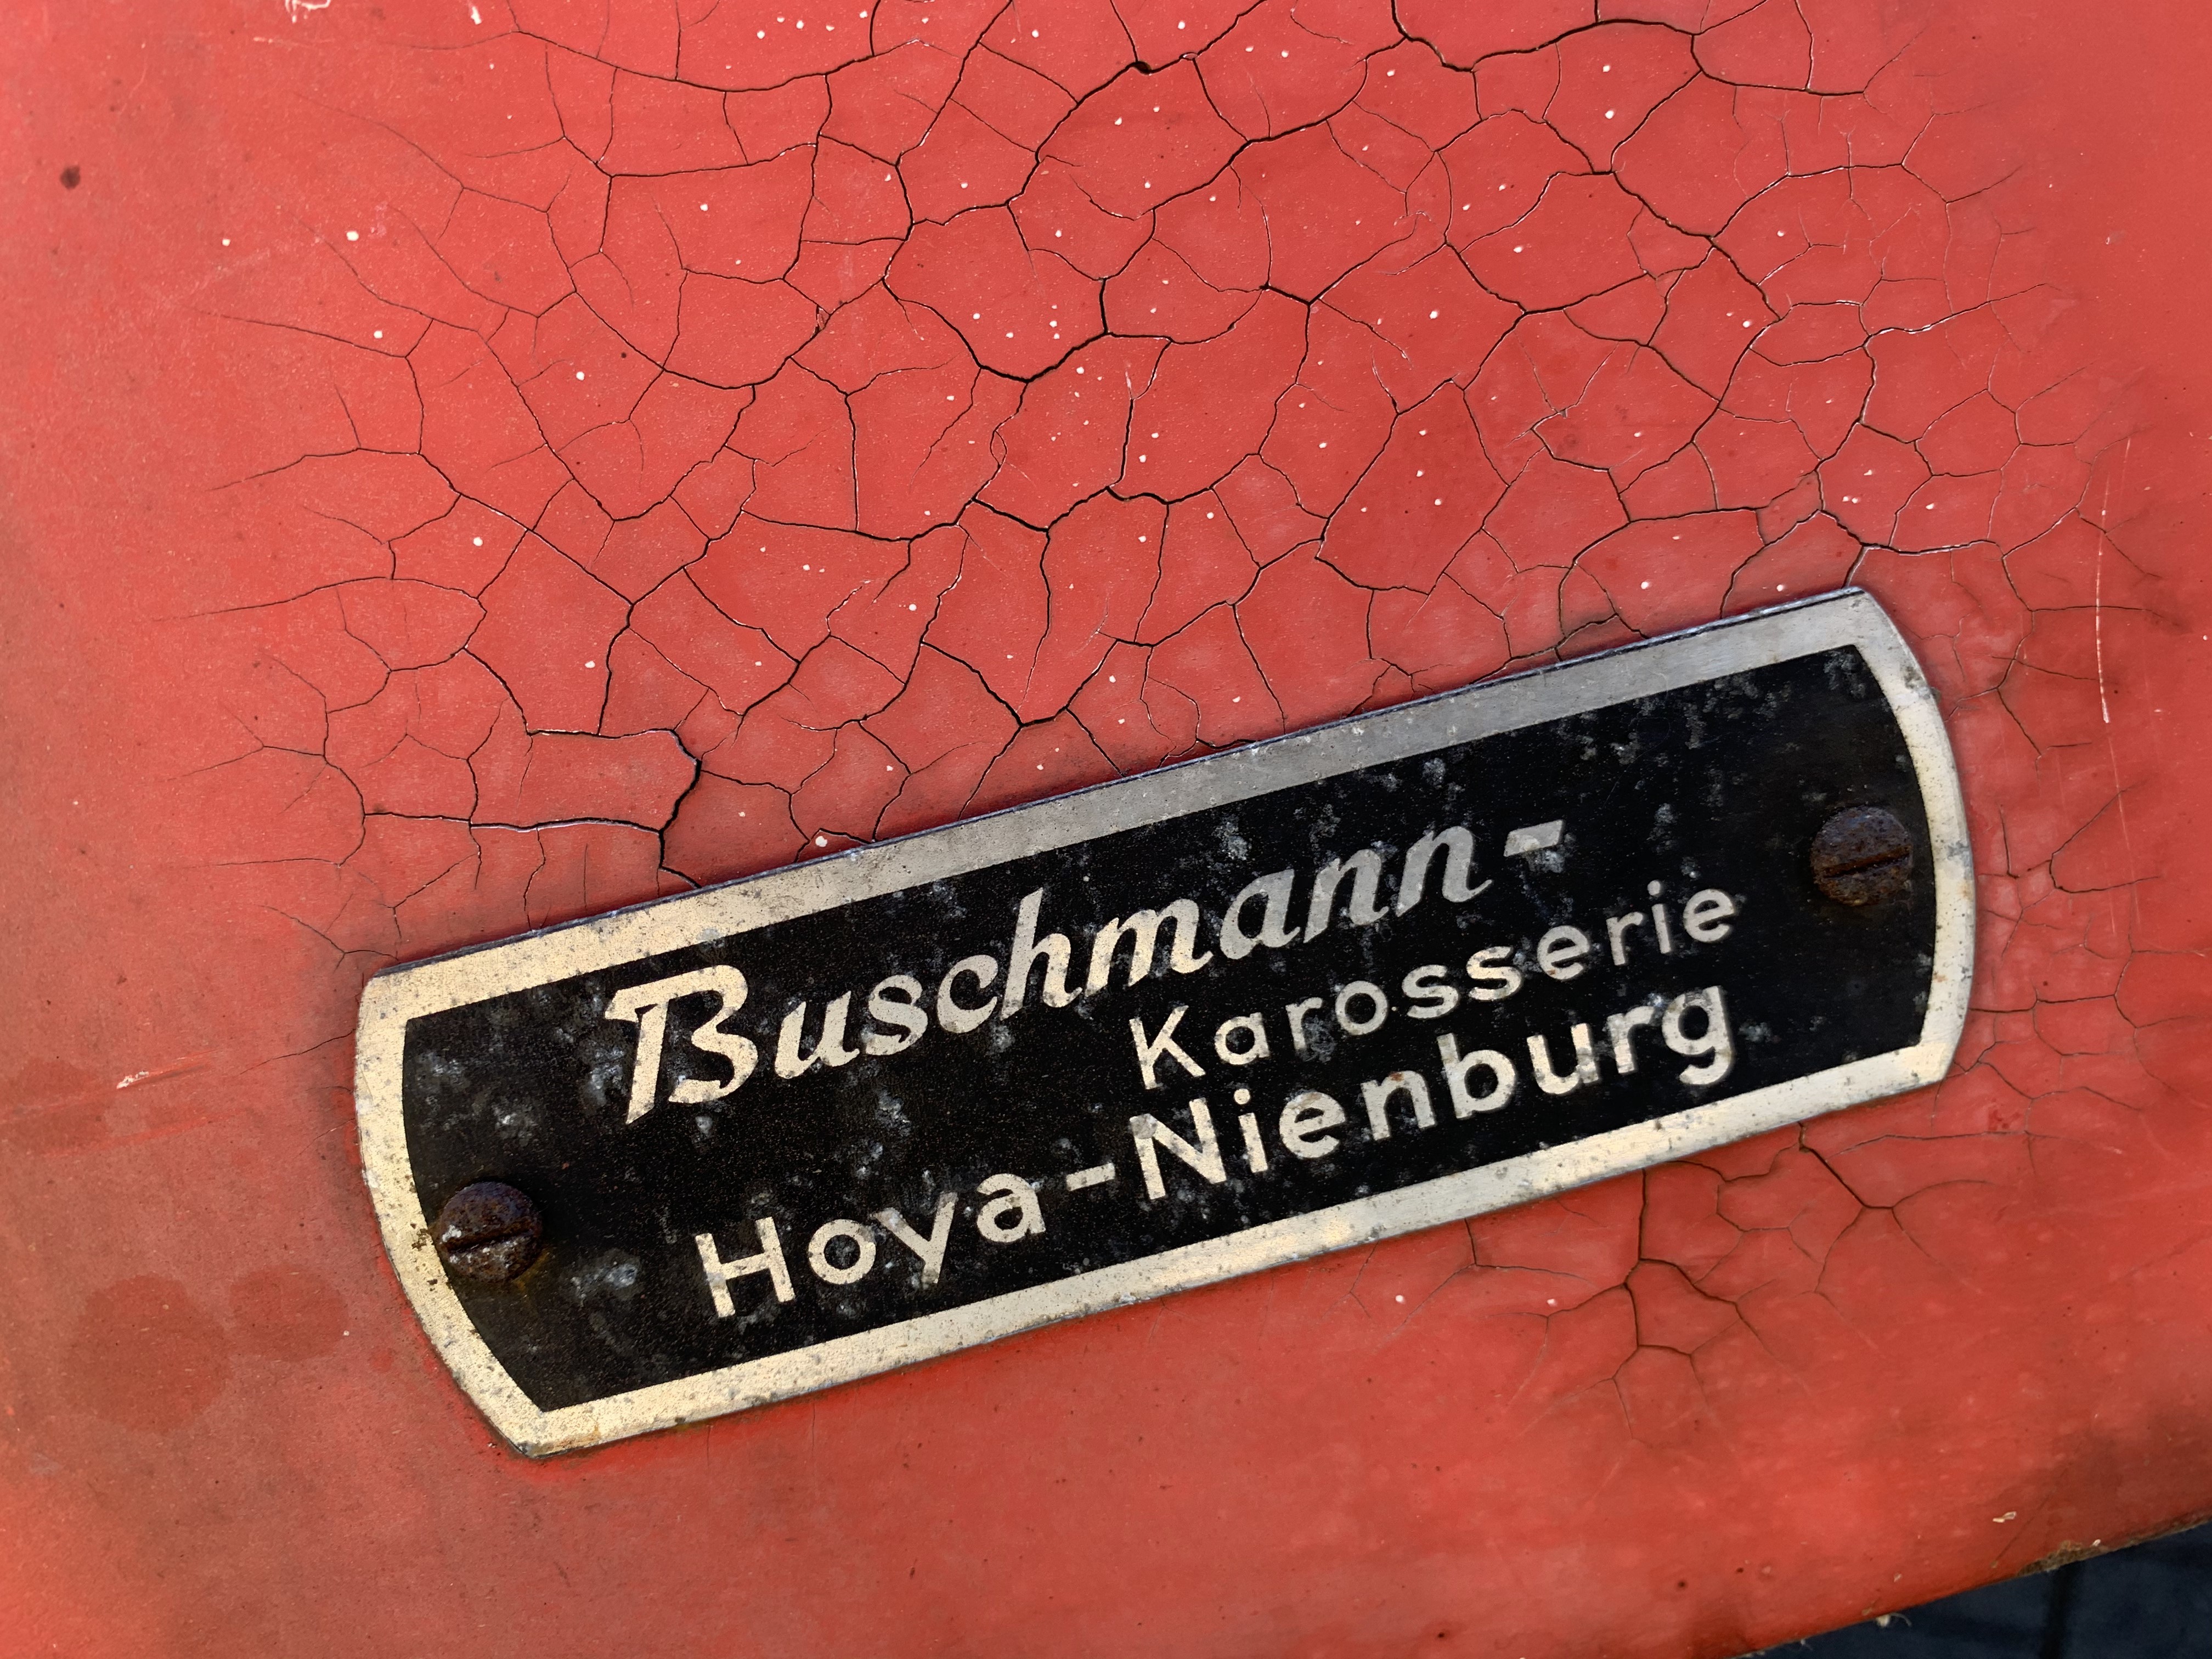 Buschmann-
Karosserie
Hoya-Nienburg